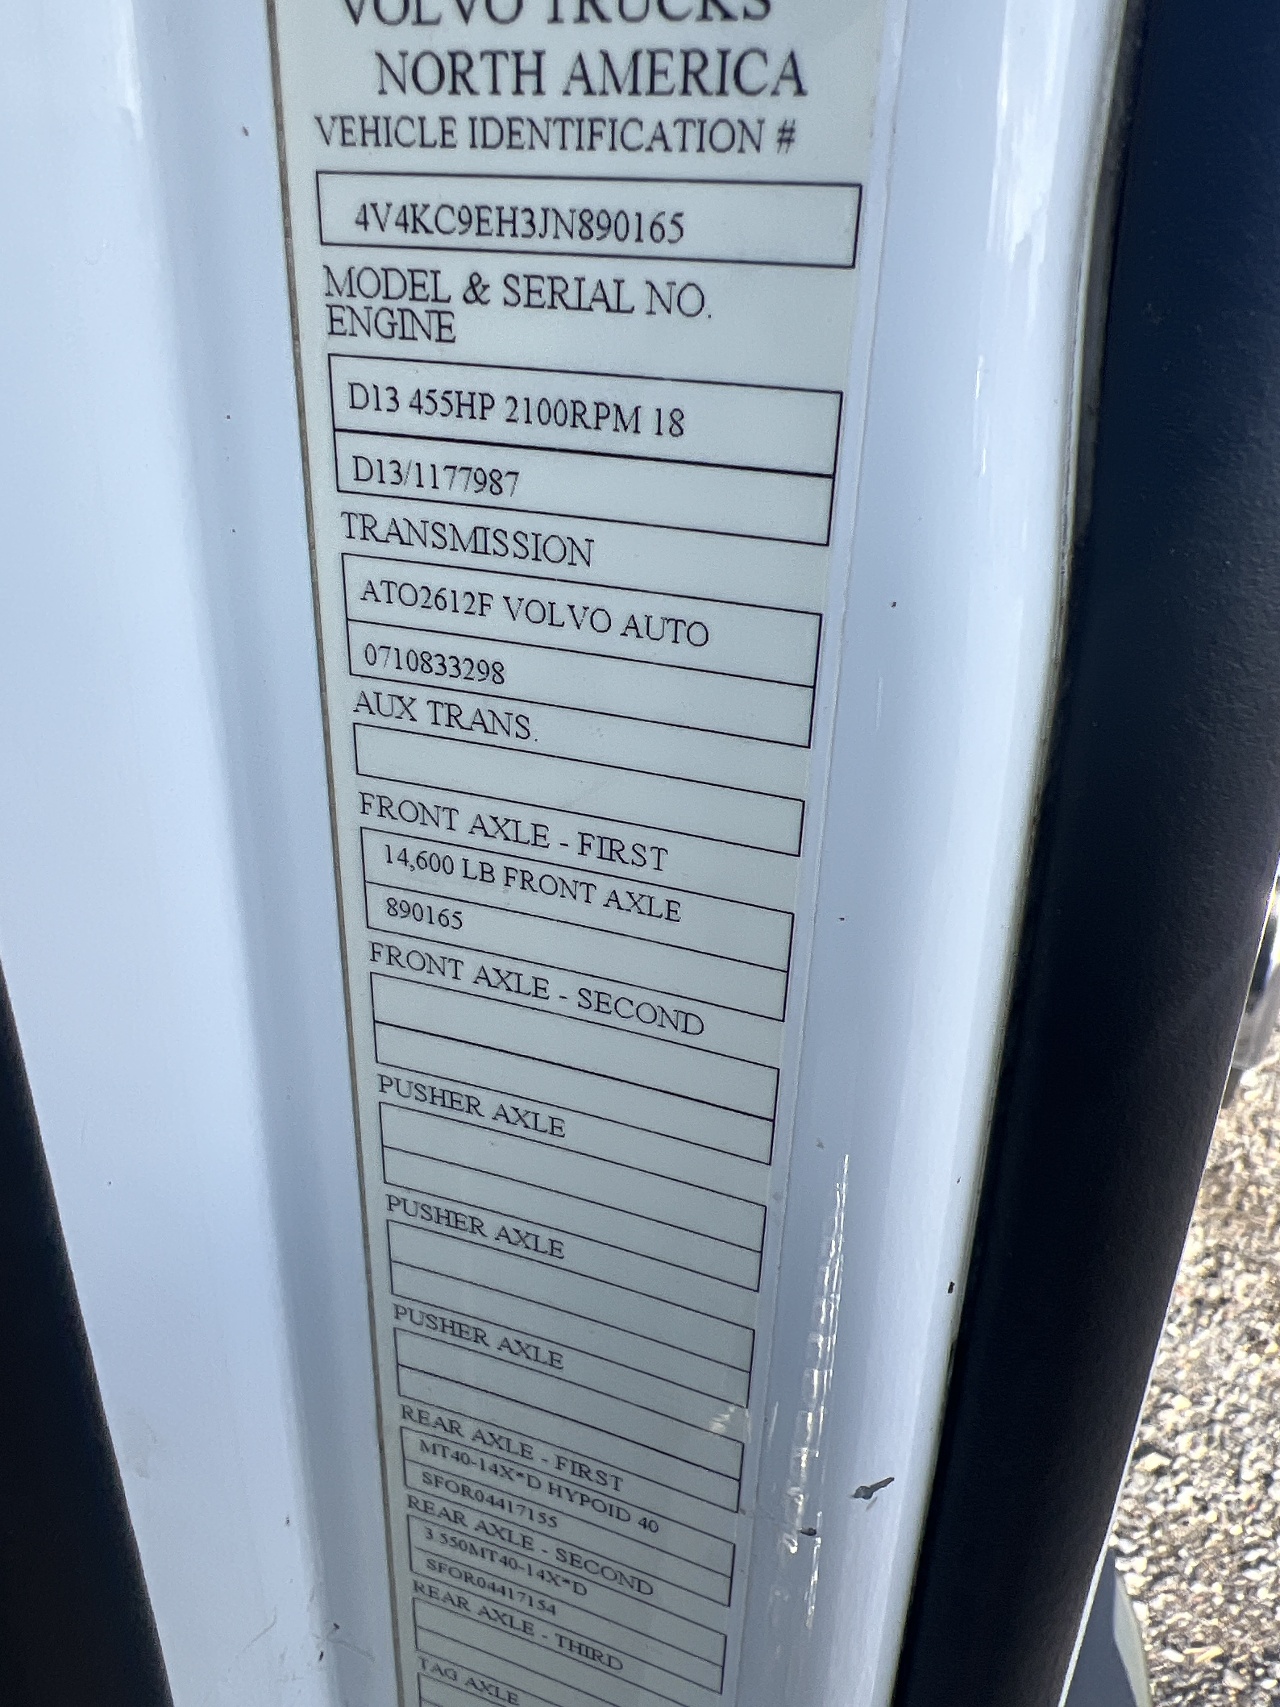 VOLVO TRUCKS
NORTH AMERICA
VEHICLE IDENTIFICATION #
4V4KC9EH3JN890165
MODEL & SERIAL NO.
ENGINE
D13 455HP 2100RPM 18
D13/1177987
TRANSMISSION
ATO2612F VOLVO AUTO
0710833298
AUX TRANS.
FRONT AXLE - FIRST
14,600 LB FRONT AXLE
890165
FRONT AXLE - SECOND
PUSHER AXLE
PUSHER AXLE
PUSHER AXLE
REAR AXLE - FIRST
MT40-14X*D HYPOID 40
SFOR04417155
REAR AXLE - SECOND
3 550MT40-14X*D
SFOR04417154
REAR AXLE - THIRD
TAG AXLE